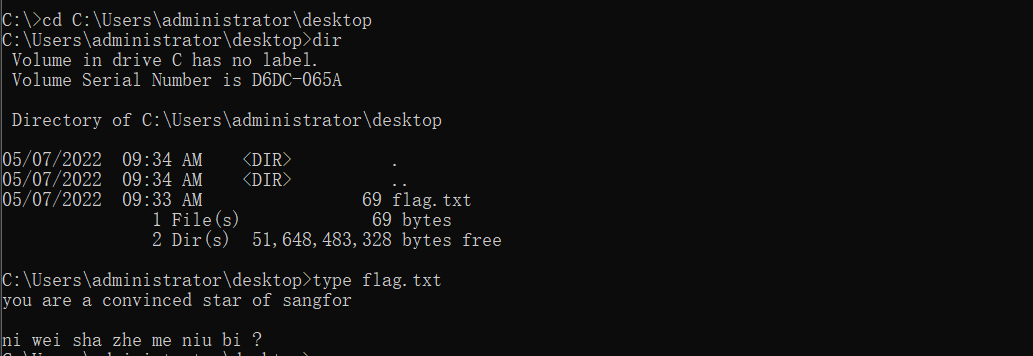 C:\>cd C:\Users\administrator\desktop
C:\Users\administrator\desktop>dir
 Volume in drive C has no label.
 Volume Serial Number is D6DC-065A

 Directory of C:\Users\administrator\desktop

05/07/2022  09:34 AM    <DIR>          .
05/07/2022  09:34 AM    <DIR>          ..
05/07/2022  09:33 AM                69 flag.txt
               1 File(s)             69 bytes
               2 Dir(s)  51,648,483,328 bytes free

C:\Users\administrator\desktop>type flag.txt
you are a convinced star of sangfor

ni wei sha zhe me niu bi ?